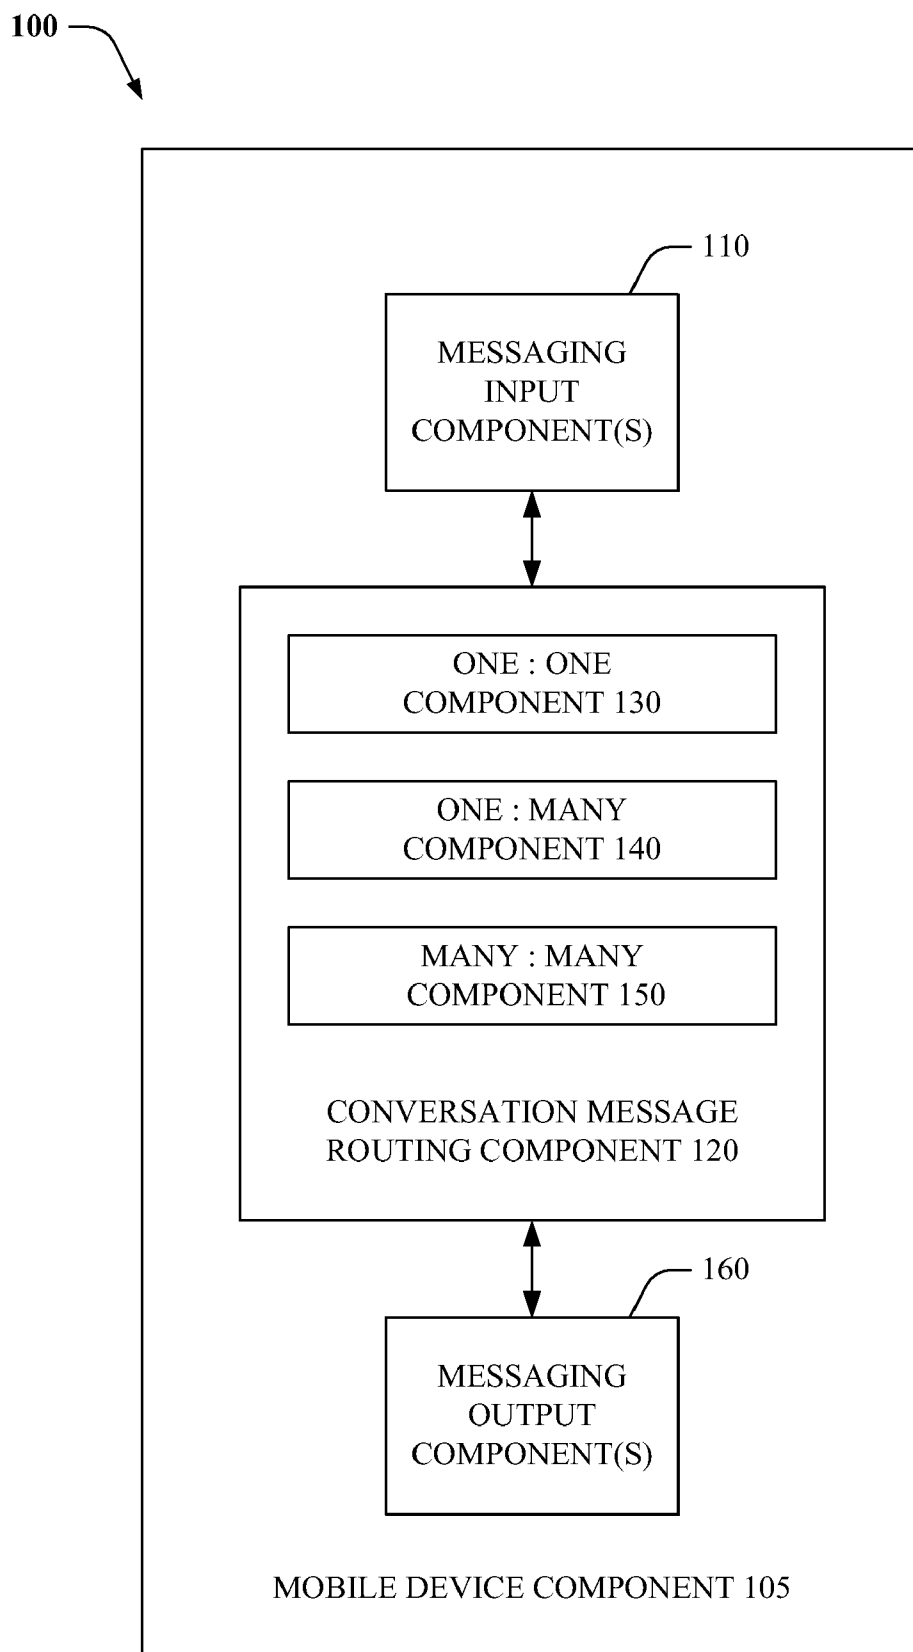 100
110
MESSAGING
INPUT
COMPONENT(S)
ONE : ONE
COMPONENT 130
ONE : MANY
COMPONENT 140
MANY : MANY
COMPONENT 150
CONVERSATION MESSAGE
ROUTING COMPONENT 120
160
MESSAGING
OUTPUT
COMPONENT(S)
MOBILE DEVICE COMPONENT 105